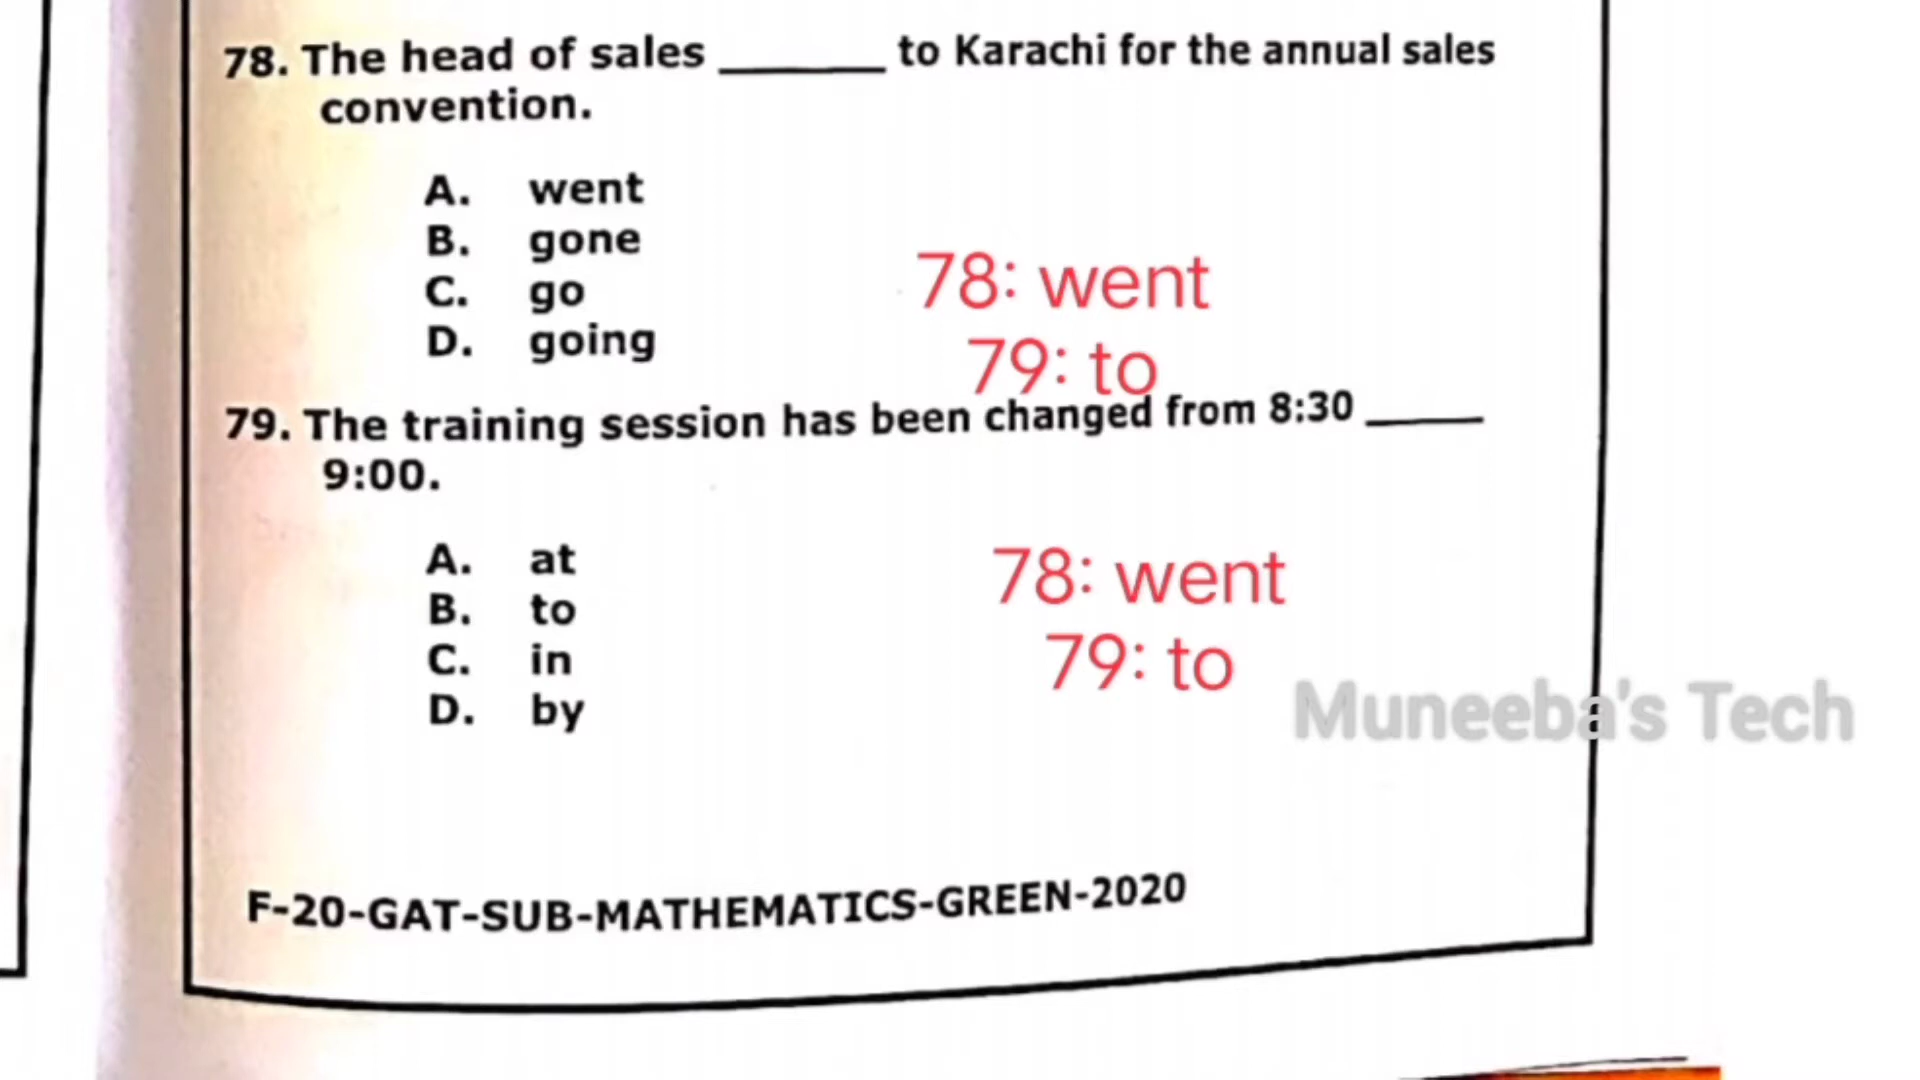 78. The head of sales ______ to Karachi for the annual sales
convention.
A. went
B. gone
C. go
D. going
78: went
79: to
79. The training session has been changed from 8:30 ____
9:00.
A. at
B. to
C. in
D. by
78: went
79: to
Muneeba's Tech
F-20-GAT-SUB-MATHEMATICS-GREEN-2020